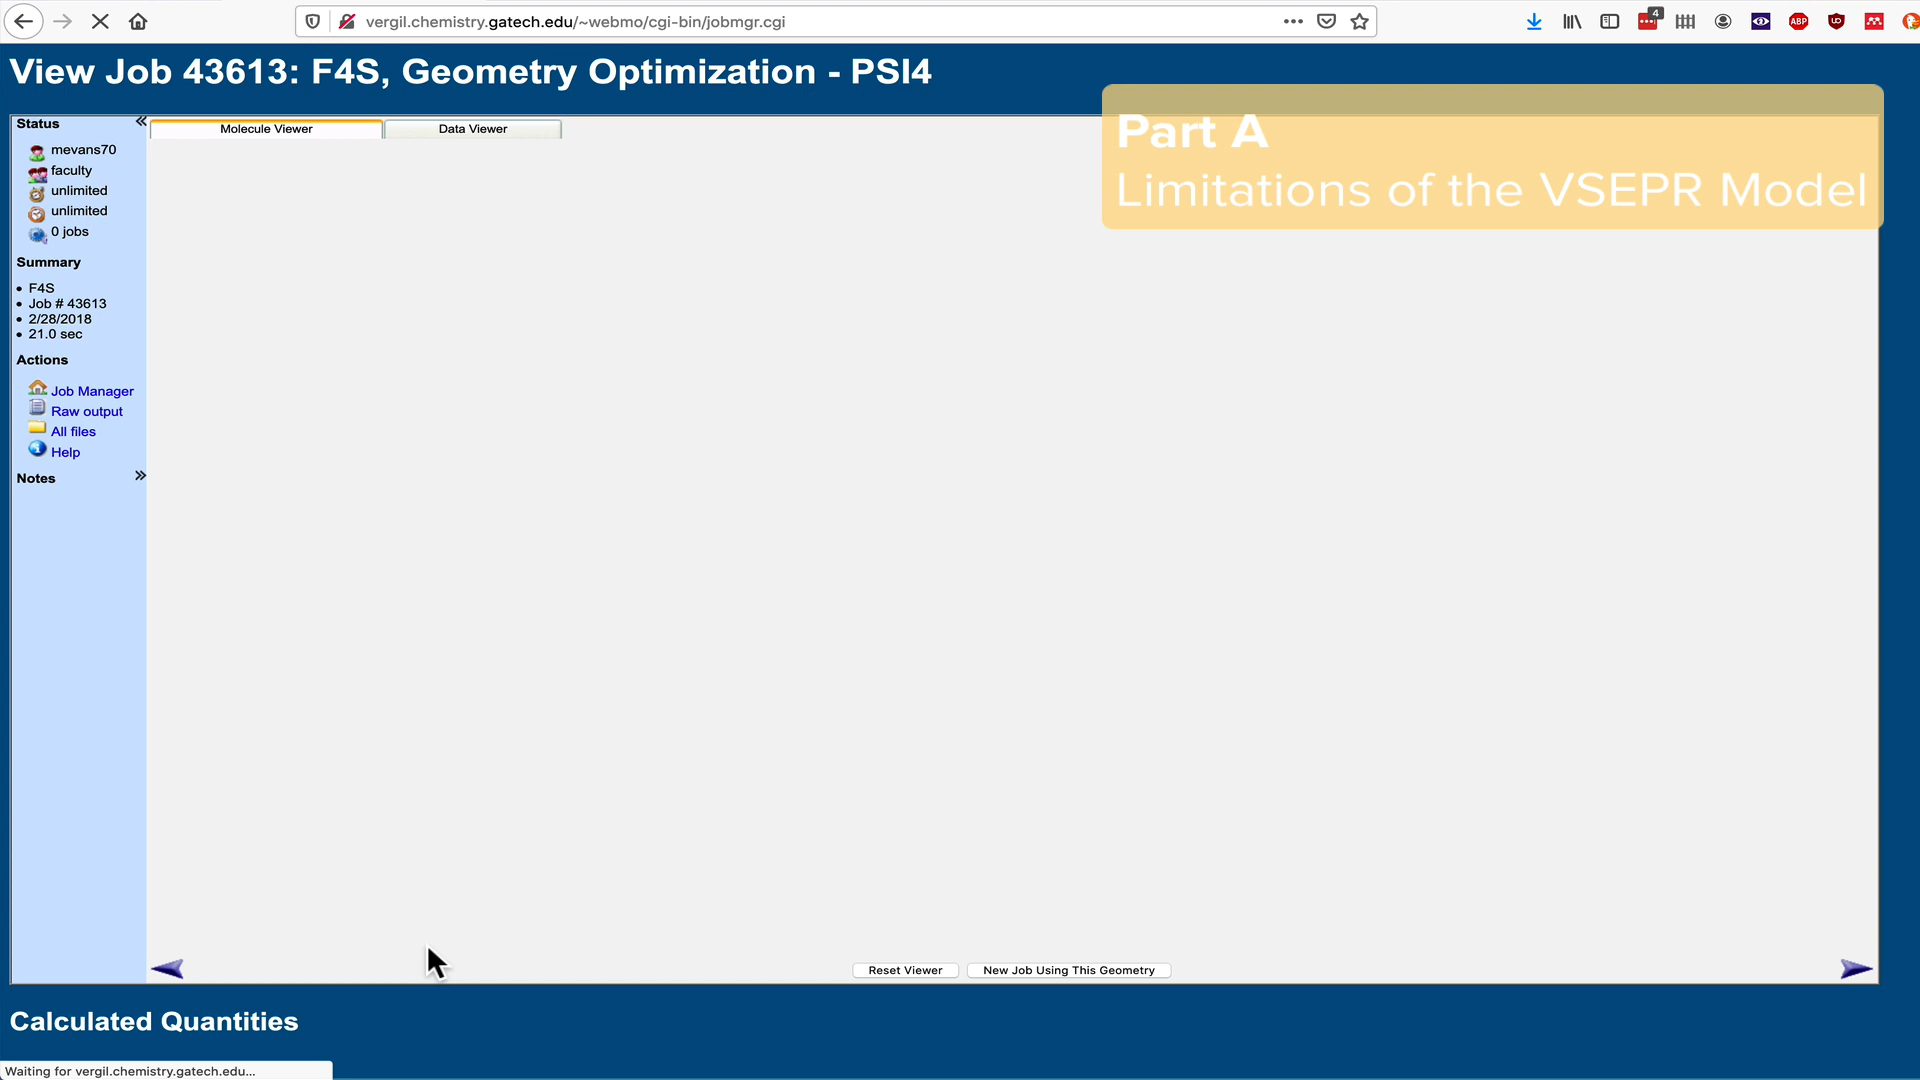 vergil.chemistry.gatech.edu/~webmo/cgi-bin/jobmgr.cgi
4
ABP
View Job 43613: F4S, Geometry Optimization - PSI4
Part A
Limitations of the VSEPR Model
Status
Molecule Viewer
Data Viewer
mevans70
faculty
unlimited
unlimited
0 jobs
Summary
• F4S
• Job # 43613
• 2/28/2018
• 21.0 sec
Actions
Job Manager
Raw output
All files
Help
Notes
Reset Viewer
New Job Using This Geometry
Calculated Quantities
Waiting for vergil.chemistry.gatech.edu...